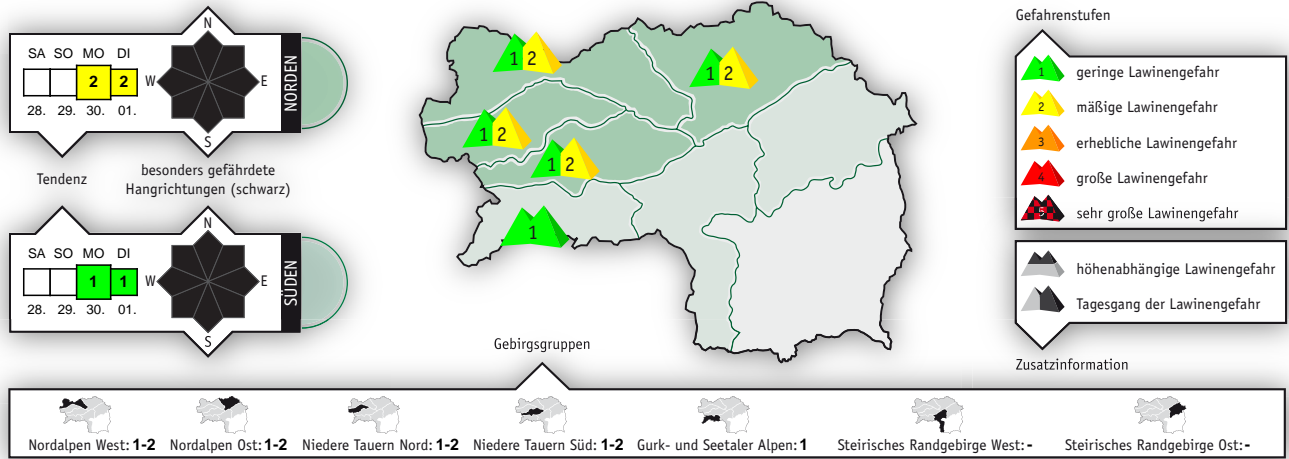 N
SA SO MO DI
2 2
W E
28. 29. 30. 01.
S
NORDEN
Tendenz
besonders gefährdete
Hangrichtungen (schwarz)
N
SA SO MO DI
1 1
W E
28. 29. 30. 01.
S
SÜDEN
1 2
1 2
1 2
1 2
1
Gefahrenstufen
1 geringe Lawinengefahr
2 mäßige Lawinengefahr
3 erhebliche Lawinengefahr
4 große Lawinengefahr
5 sehr große Lawinengefahr
höhenabhängige Lawinengefahr
Tagesgang der Lawinengefahr
Zusatzinformation
Gebirgsgruppen
Nordalpen West: 1-2 Nordalpen Ost: 1-2 Niedere Tauern Nord: 1-2 Niedere Tauern Süd: 1-2 Gurk- und Seetaler Alpen: 1 Steirisches Randgebirge West: - Steirisches Randgebirge Ost: -